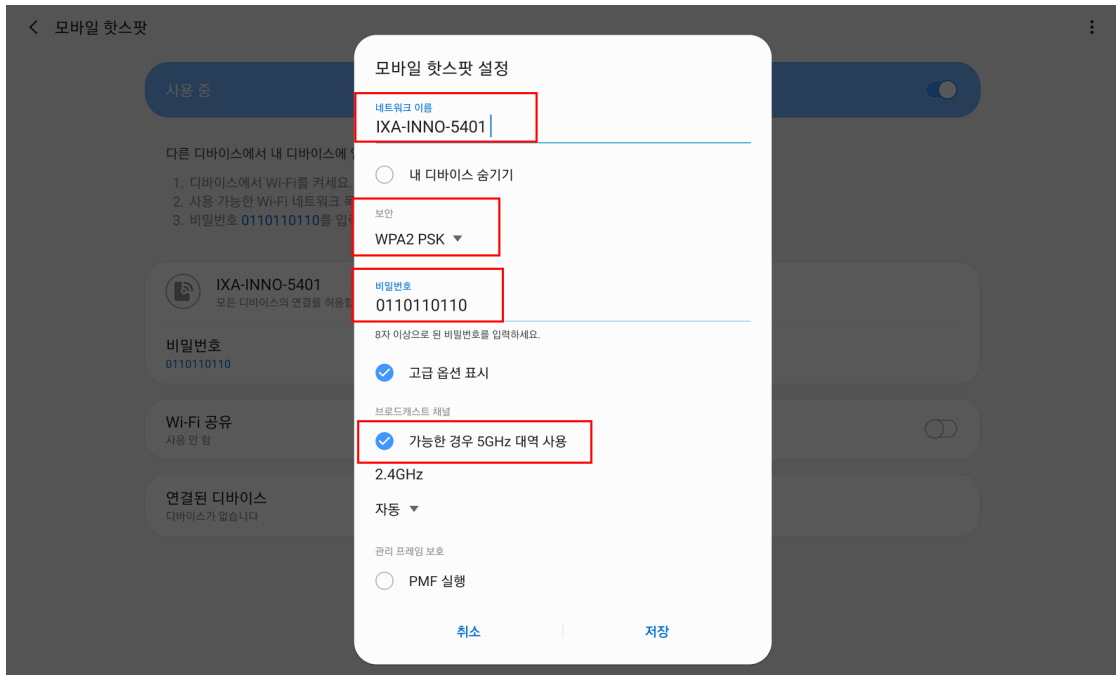 모바일 핫스팟
사용 중
다른 디바이스에서 내 디바이스에
1. 디바이스에서 Wi-Fi를 켜세요.
2. 사용 가능한 Wi-Fi 네트워크
3. 비밀번호 0110110110를
IXA-INNO-5401
모든 디바이스의 연결을
비밀번호
0110110110
Wi-Fi 공유
사용 안 함
연결된 디바이스
디바이스가 없습니다
모바일 핫스팟 설정
네트워크 이름
IXA-INNO-5401
내 디바이스 숨기기
보안
WPA2 PSK
비밀번호
0110110110
8자 이상으로 된 비밀번호를 입력하세요.
고급 옵션 표시
브로드캐스트 채널
가능한 경우 5GHz 대역 사용
2.4GHz
자동
관리 프레임 보호
PMF 실행
취소
저장